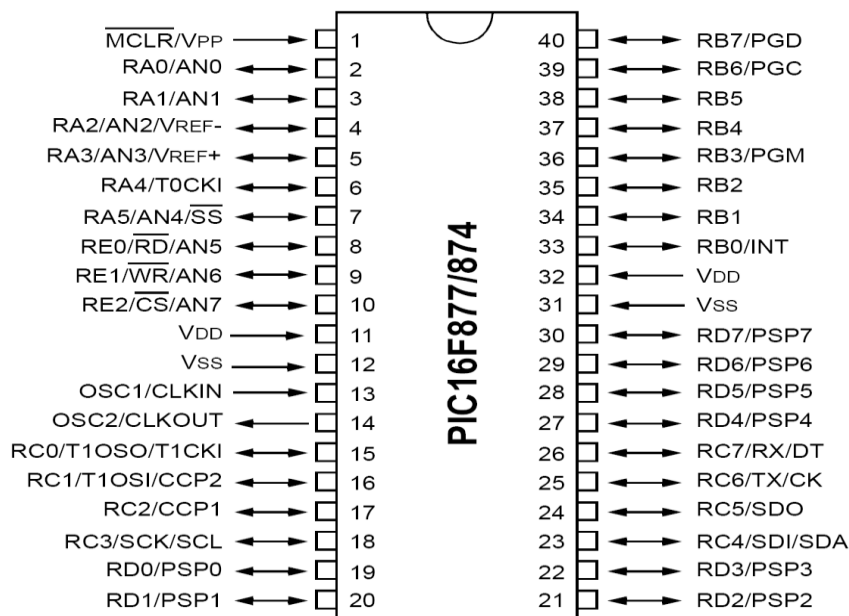 MCLR/VPP 1 40 RB7/PGD
RA0/AN0 2 39 RB6/PGC
RA1/AN1 3 38 RB5
RA2/AN2/VREF- 4 37 RB4
RA3/AN3/VREF+ 5 36 RB3/PGM
RA4/T0CKI 6 35 RB2
RA5/AN4/SS 7 34 RB1
RE0/RD/AN5 8 33 RB0/INT
RE1/WR/AN6 9 32 VDD
RE2/CS/AN7 10 31 VSS
VDD 11 30 RD7/PSP7
VSS 12 29 RD6/PSP6
OSC1/CLKIN 13 28 RD5/PSP5
OSC2/CLKOUT 14 27 RD4/PSP4
RC0/T1OSO/T1CKI 15 26 RC7/RX/DT
RC1/T1OSI/CCP2 16 25 RC6/TX/CK
RC2/CCP1 17 24 RC5/SDO
RC3/SCK/SCL 18 23 RC4/SDI/SDA
RD0/PSP0 19 22 RD3/PSP3
RD1/PSP1 20 21 RD2/PSP2
PIC16F877/874